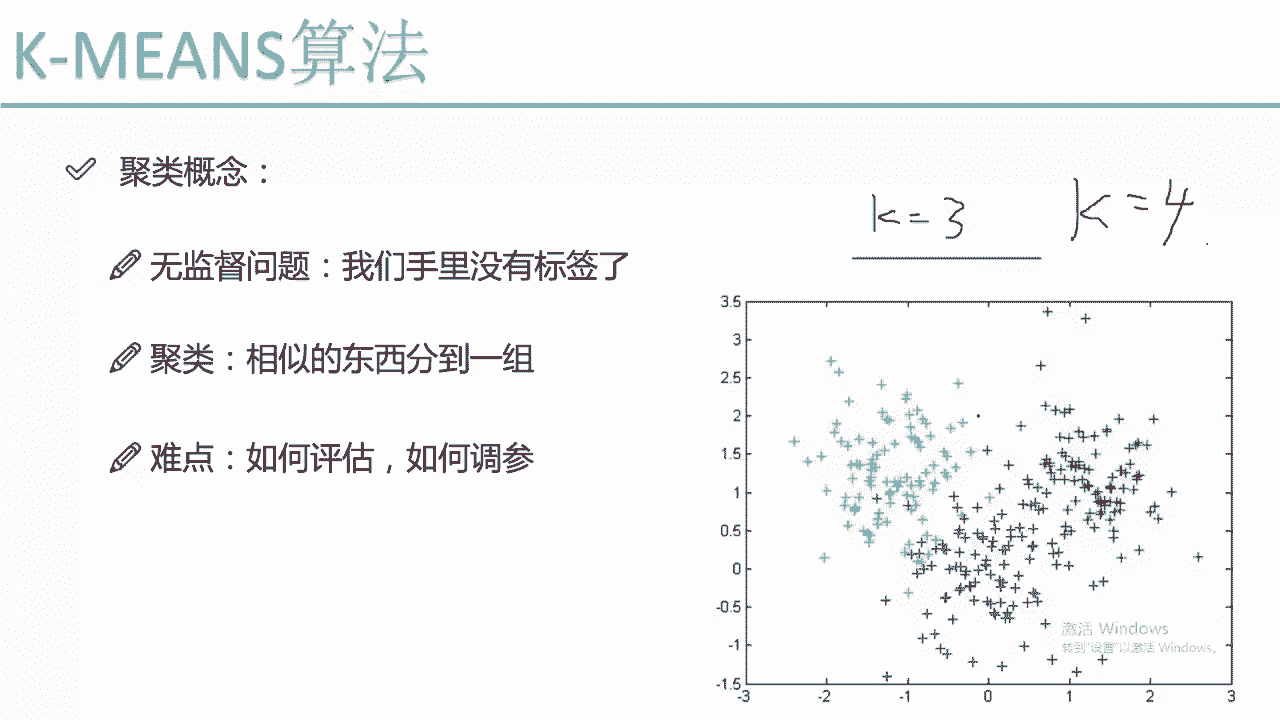 K-MEANS算法
聚类概念：
无监督问题：我们手里没有标签了
聚类：相似的东西分到一组
难点：如何评估，如何调参
k=3
k=4
3.5
3
2.5
2
1.5
1
0.5
0
-0.5
-1
-1.5
-3 -2 -1 0 1 2 3
激活 Windows
转到"设置"以激活 Windows。